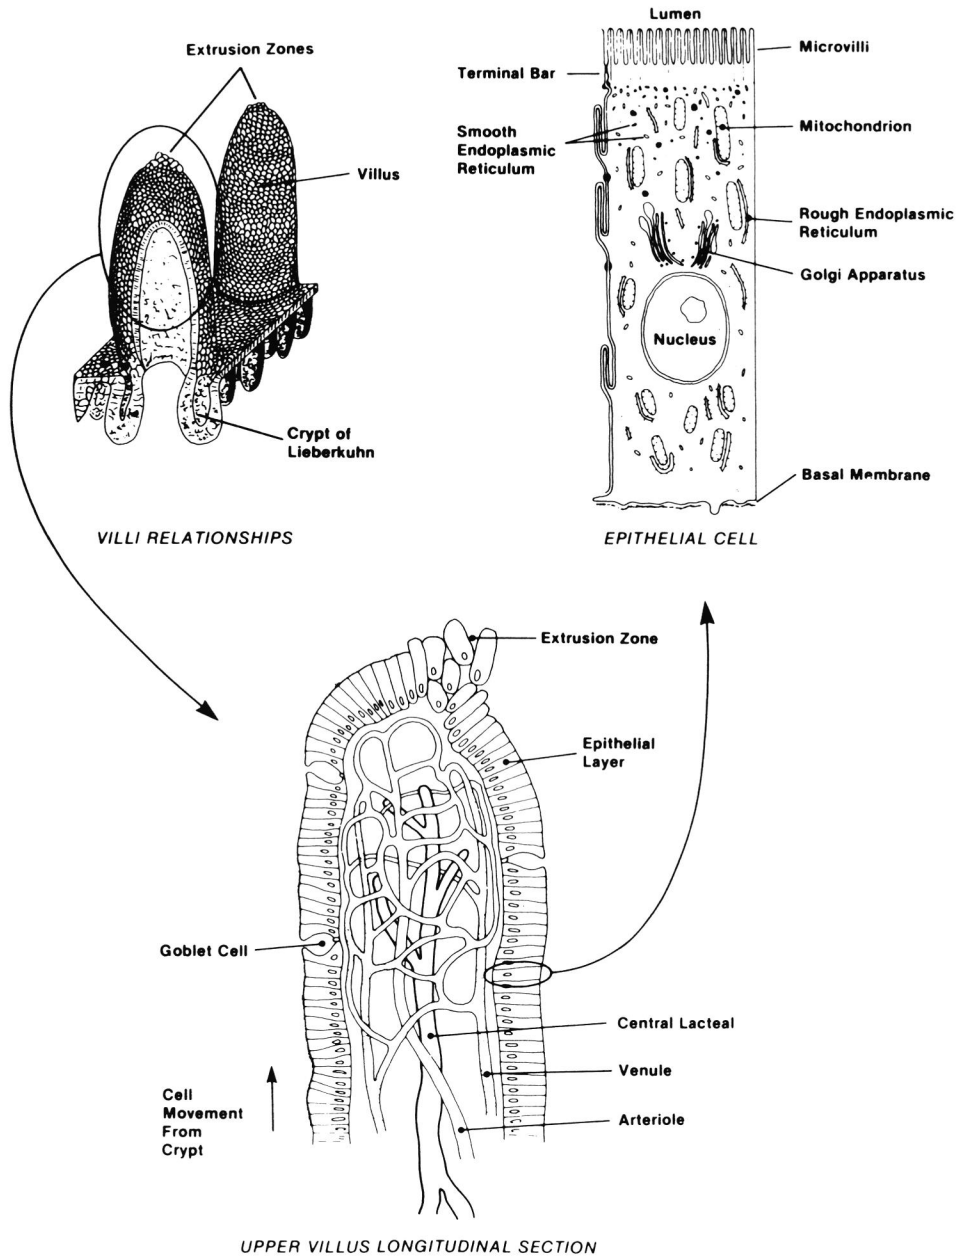 Extrusion Zones
Villus
Crypt of
Lieberkuhn
VILLI RELATIONSHIPS
Lumen
Microvilli
Terminal Bar
Mitochondrion
Smooth
Endoplasmic
Reticulum
Rough Endoplasmic
Reticulum
Golgi Apparatus
Nucleus
Basal Membrane
EPITHELIAL CELL
Extrusion Zone
Epithelial
Layer
Goblet Cell
Central Lacteal
Venule
Arteriole
Cell
Movement
From
Crypt
UPPER VILLUS LONGITUDINAL SECTION